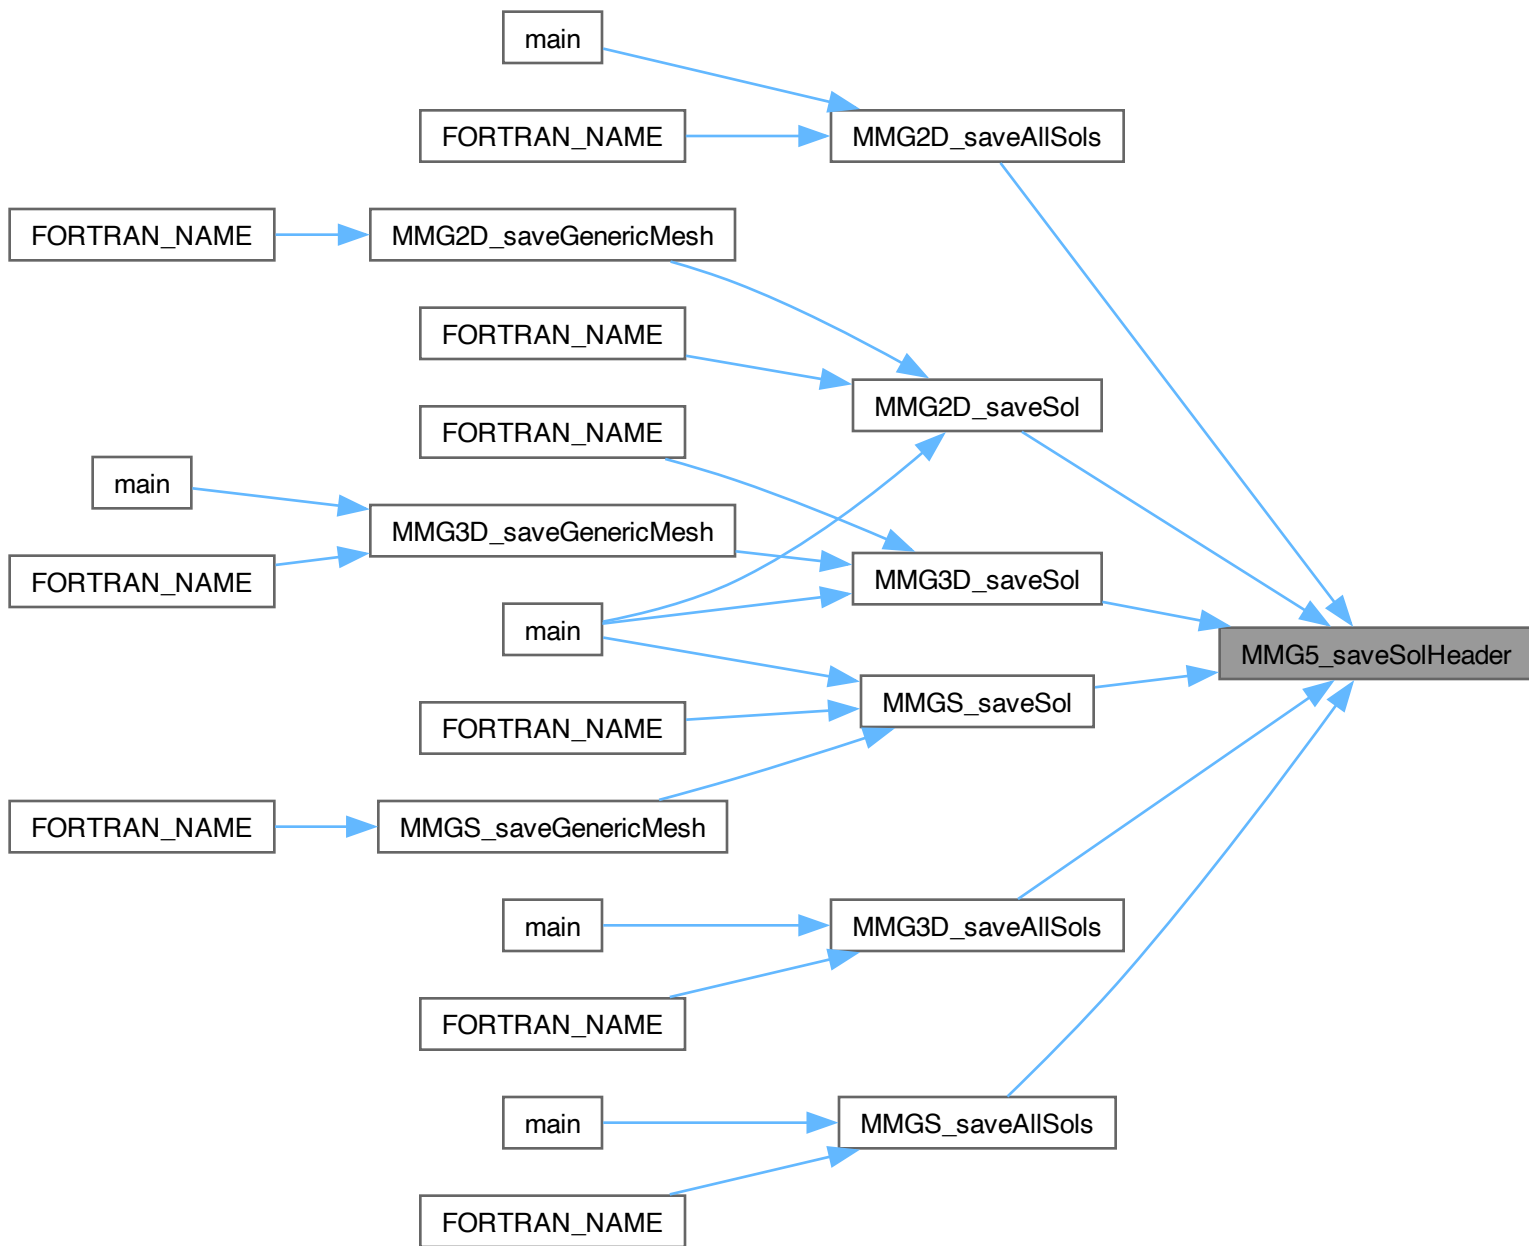 main
FORTRAN_NAME
MMG2D_saveAllSols
FORTRAN_NAME
MMG2D_saveGenericMesh
FORTRAN_NAME
MMG2D_saveSol
FORTRAN_NAME
main
MMG3D_saveGenericMesh
FORTRAN_NAME
MMG3D_saveSol
main
MMG5_saveSolHeader
MMGS_saveSol
FORTRAN_NAME
FORTRAN_NAME
MMGS_saveGenericMesh
main
MMG3D_saveAllSols
FORTRAN_NAME
main
MMGS_saveAllSols
FORTRAN_NAME